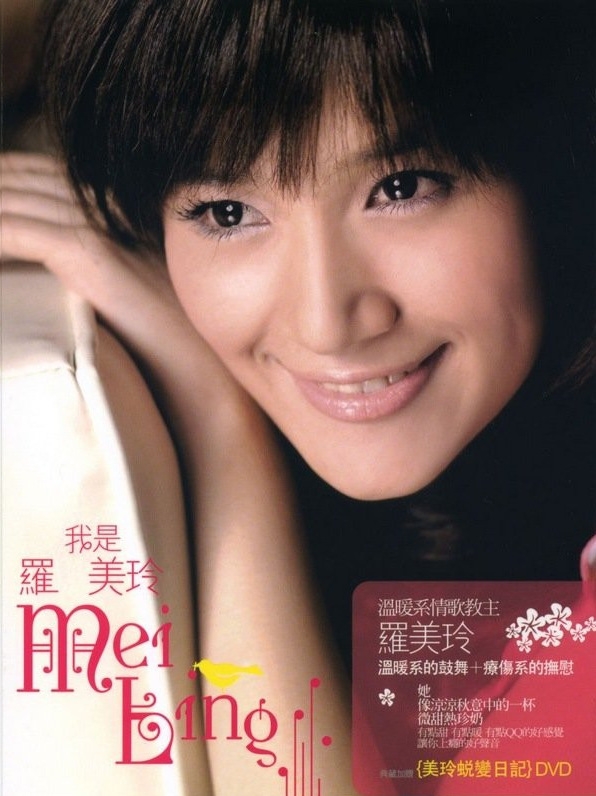 我是
羅 美玲
Mei
Ling
溫暖系情歌教主
羅美玲
溫暖系的鼓舞＋療傷系的撫慰
她
像涼涼秋意中的一杯
微甜熱珍奶
有點甜 有點暖 有點QQ的好感覺
讓你上癮的好聲音
典藏加贈 {美玲蛻變日記} DVD